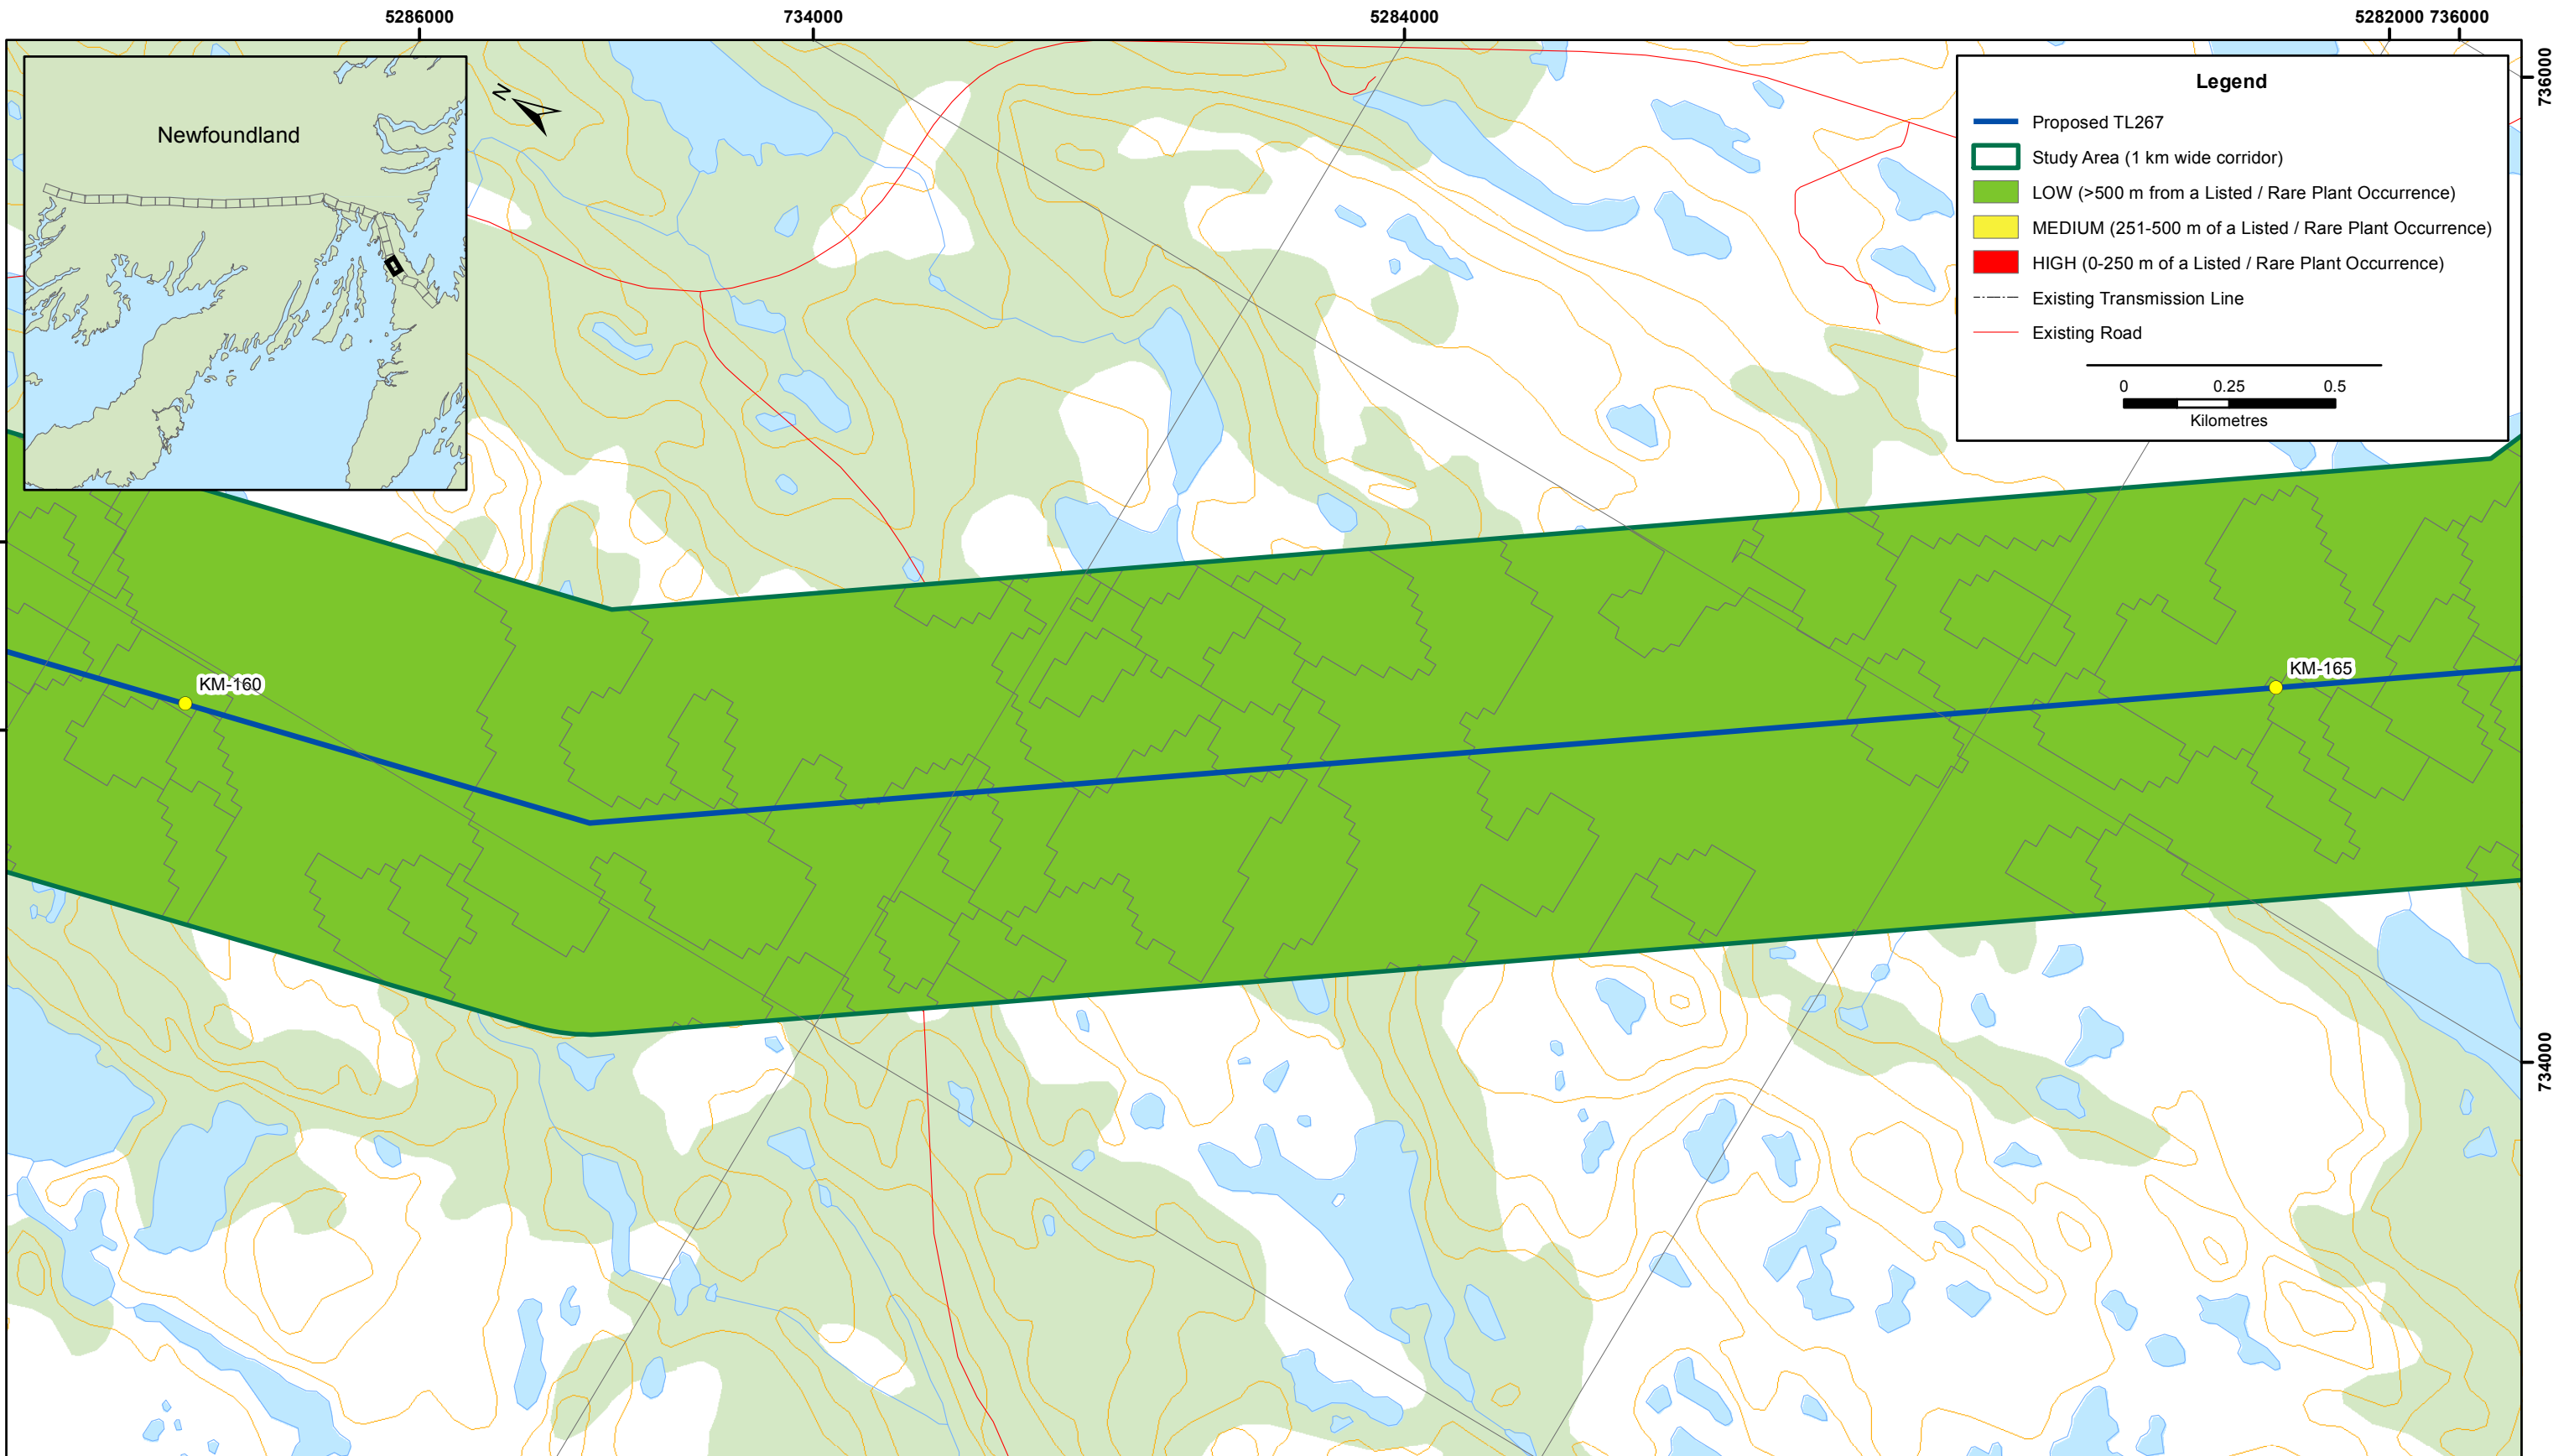 5286000
734000
5284000
5282000 736000
736000
Newfoundland
N
Legend
Proposed TL267
Study Area (1 km wide corridor)
LOW (>500 m from a Listed / Rare Plant Occurrence)
MEDIUM (251-500 m of a Listed / Rare Plant Occurrence)
HIGH (0-250 m of a Listed / Rare Plant Occurrence)
Existing Transmission Line
Existing Road
0 0.25 0.5
Kilometres
KM-160
KM-165
734000